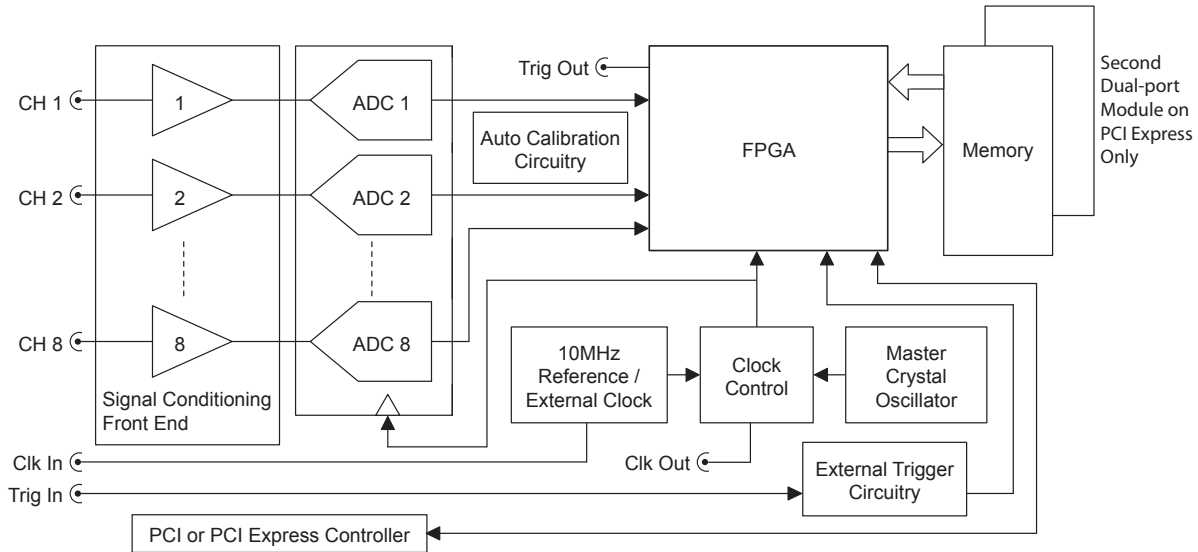 CH 1
1
ADC 1
Trig Out
Auto Calibration
Circuitry
FPGA
Memory
Second
Dual-port
Module on
PCI Express
Only
CH 2
2
ADC 2
CH 8
8
ADC 8
Signal Conditioning
Front End
10MHz
Reference /
External Clock
Clock
Control
Master
Crystal
Oscillator
Clk In
Clk Out
Trig In
External Trigger
Circuitry
PCI or PCI Express Controller